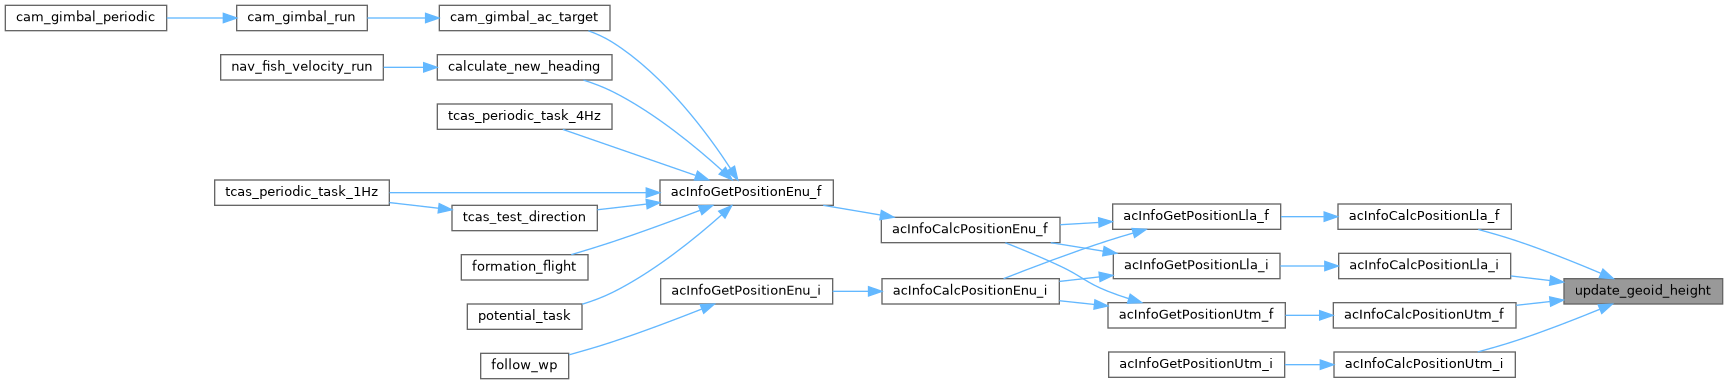 cam_gimbal_periodic
cam_gimbal_run
cam_gimbal_ac_target
nav_fish_velocity_run
calculate_new_heading
tcas_periodic_task_4Hz
tcas_periodic_task_1Hz
acInfoGetPositionEnu_f
tcas_test_direction
acInfoCalcPositionEnu_f
acInfoGetPositionLla_f
acInfoCalcPositionLla_f
formation_flight
acInfoGetPositionLla_i
acInfoCalcPositionLla_i
acInfoGetPositionEnu_i
acInfoCalcPositionEnu_i
update_geoid_height
potential_task
acInfoGetPositionUtm_f
acInfoCalcPositionUtm_f
follow_wp
acInfoGetPositionUtm_i
acInfoCalcPositionUtm_i